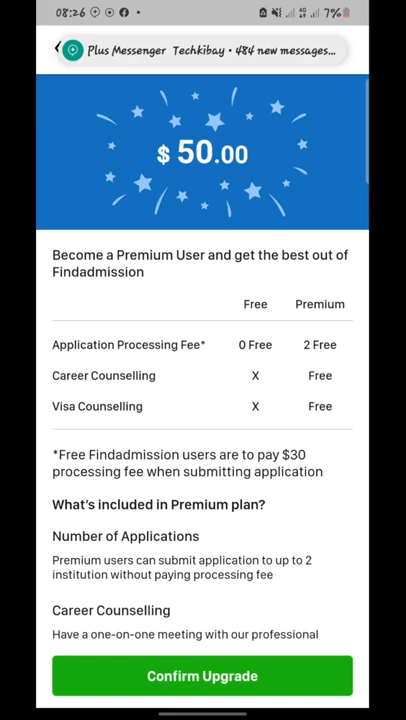 08:26
7%
Plus Messenger Techkibay • 484 new messages...
$ 50.00
Become a Premium User and get the best out of
Findadmission
Free Premium
Application Processing Fee* 0 Free 2 Free
Career Counselling X Free
Visa Counselling X Free
*Free Findadmission users are to pay $30
processing fee when submitting application
What's included in Premium plan?
Number of Applications
Premium users can submit application to up to 2
institution without paying processing fee
Career Counselling
Have a one-on-one meeting with our professional
Confirm Upgrade